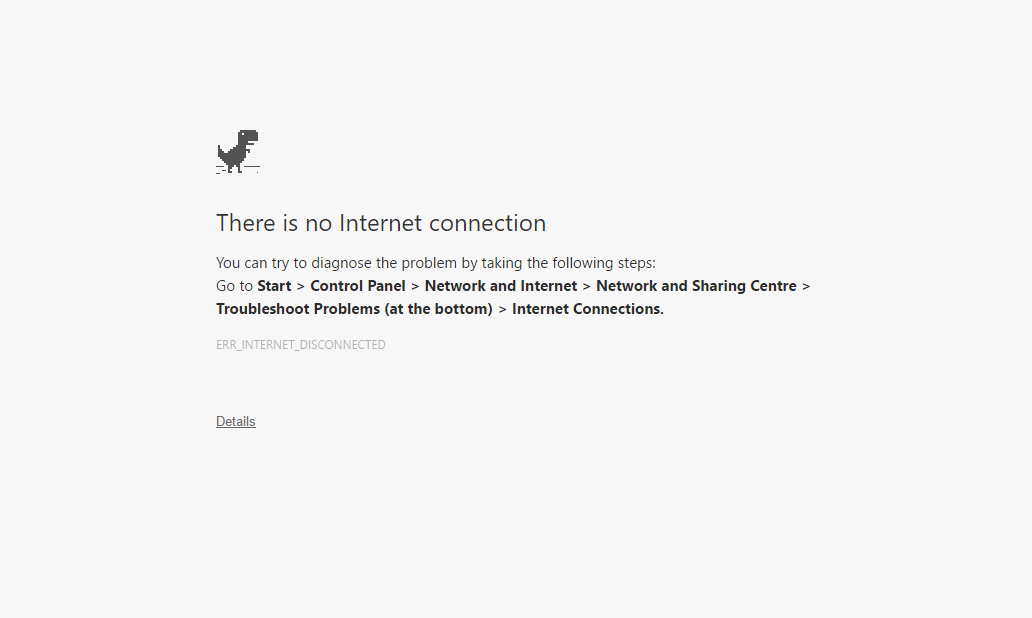 There is no Internet connection
You can try to diagnose the problem by taking the following steps:
Go to Start > Control Panel > Network and Internet > Network and Sharing Centre >
Troubleshoot Problems (at the bottom) > Internet Connections.
ERR_INTERNET_DISCONNECTED
Details